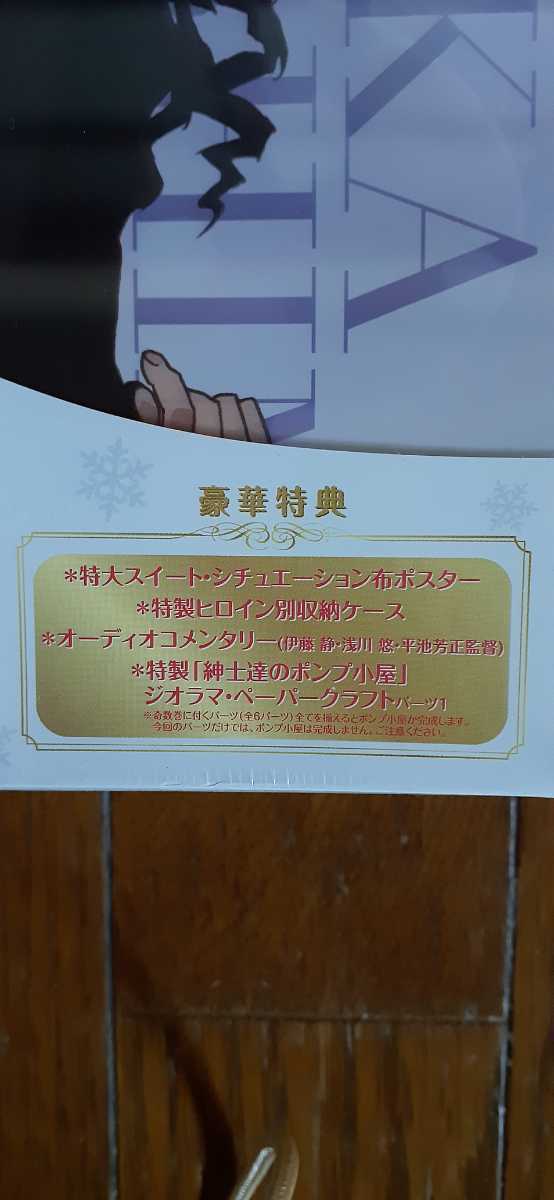 KA
豪華特典
＊特大スイート・シチュエーション布ポスター
＊特製ヒロイン別収納ケース
＊オーディオコメンタリー(伊藤 静・浅川 悠・平池芳正監督)
＊特製「紳士達のポンプ小屋」
ジオラマ・ペーパークラフトパーツ1
※奇数巻に付くパーツ(全6パーツ)全てを揃えるとポンプ小屋が完成します。
今回のパーツだけでは、ポンプ小屋は完成しません。ご注意ください。